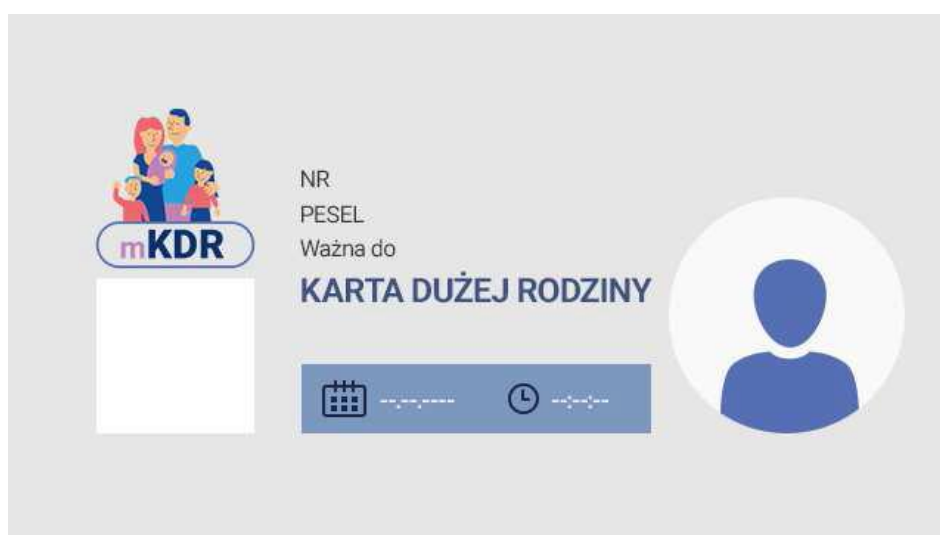 mKDR
NR
PESEL
Ważna do
KARTA DUŻEJ RODZINY
--.--.---- --:--:--